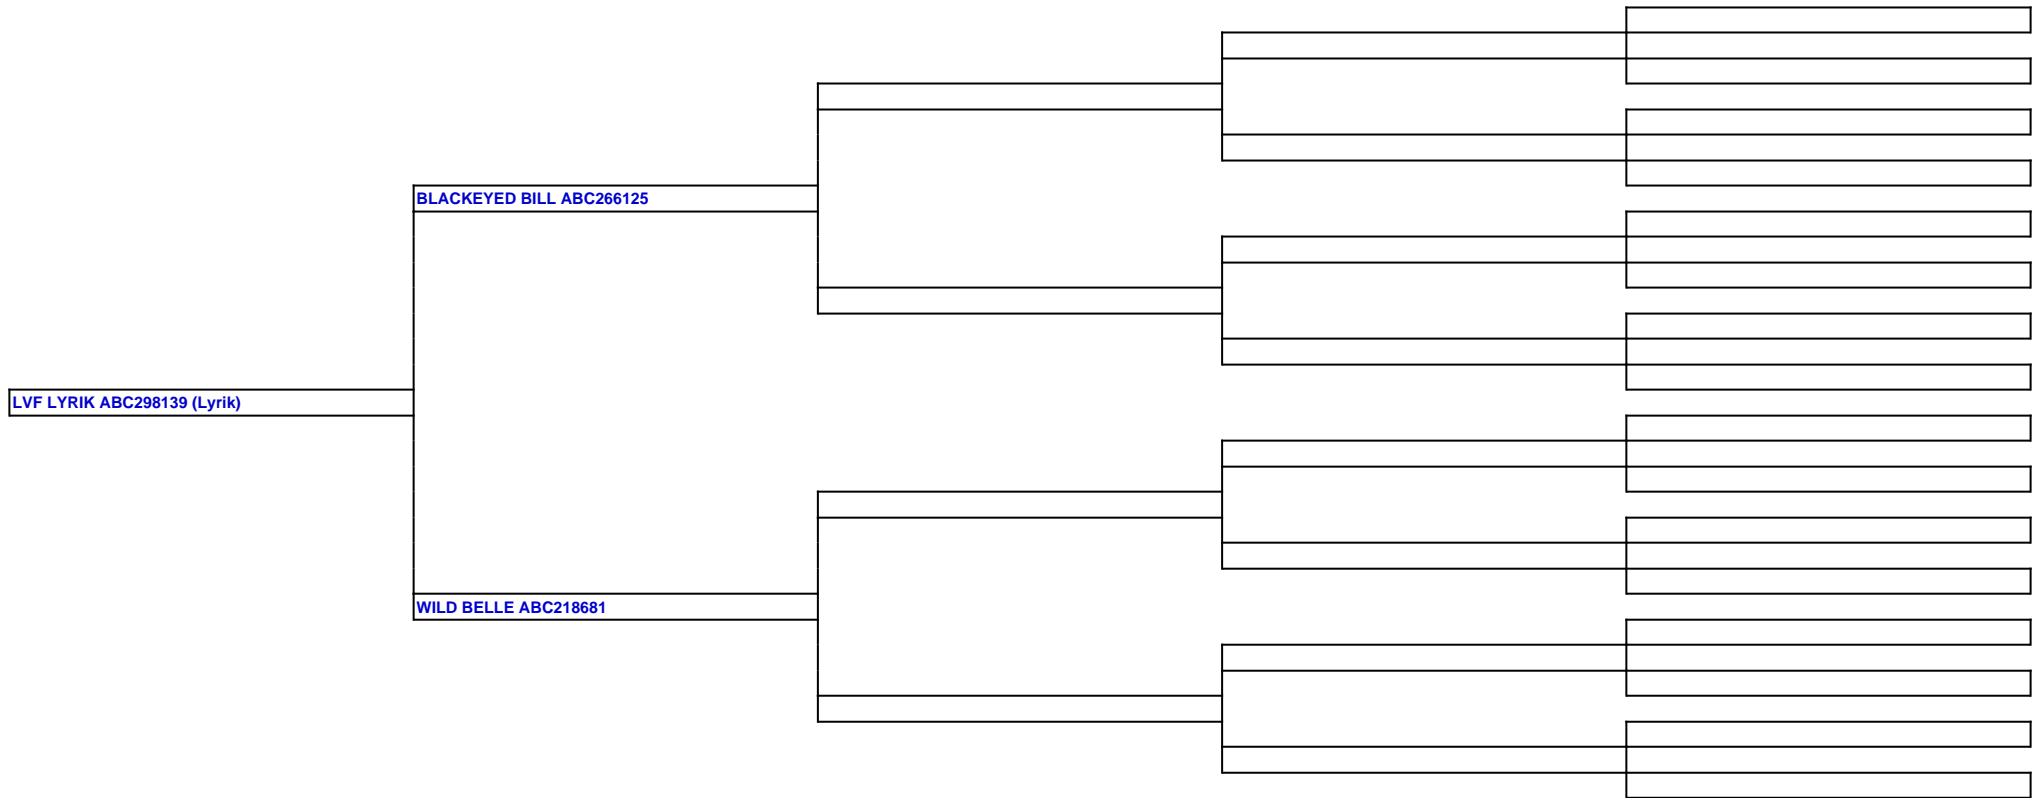 BLACKEYED BILL ABC266125
LVF LYRIK ABC298139 (Lyrik)
WILD BELLE ABC218681